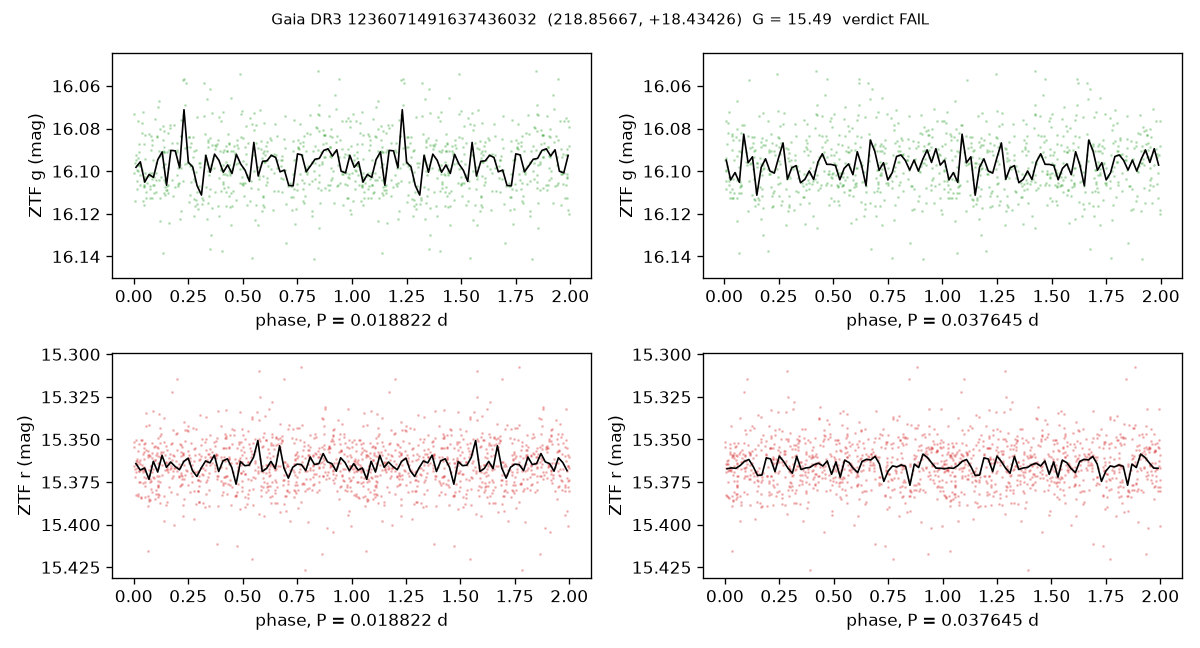 Gaia DR3 1236071491637436032 (218.85667, +18.43426) G = 15.49 verdict FAIL
ZTF g (mag)
16.06
16.08
16.10
16.12
16.14
0.00 0.25 0.50 0.75 1.00 1.25 1.50 1.75 2.00
phase, P = 0.018822 d
ZTF g (mag)
16.06
16.08
16.10
16.12
16.14
0.00 0.25 0.50 0.75 1.00 1.25 1.50 1.75 2.00
phase, P = 0.037645 d
ZTF r (mag)
15.300
15.325
15.350
15.375
15.400
15.425
0.00 0.25 0.50 0.75 1.00 1.25 1.50 1.75 2.00
phase, P = 0.018822 d
ZTF r (mag)
15.300
15.325
15.350
15.375
15.400
15.425
0.00 0.25 0.50 0.75 1.00 1.25 1.50 1.75 2.00
phase, P = 0.037645 d